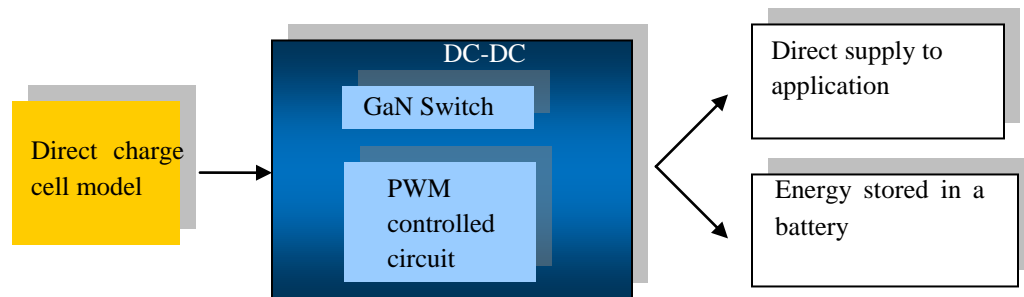 Direct charge
cell model
DC-DC
GaN Switch
PWM
controlled
circuit
Direct supply to
application
Energy stored in a
battery